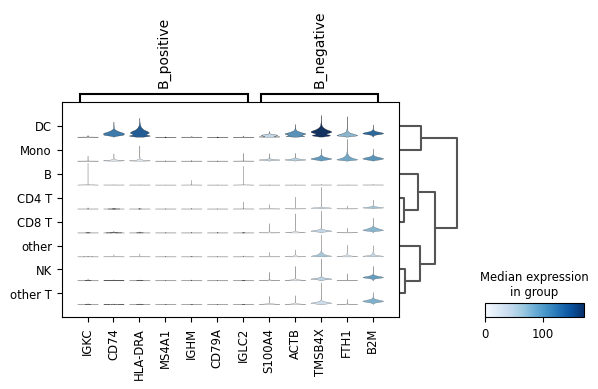 B_positive
B_negative
DC
Mono
B
CD4 T
CD8 T
other
NK
other T
IGKC
CD74
HLA-DRA
MS4A1
IGHM
CD79A
IGLC2
S100A4
ACTB
TMSB4X
FTH1
B2M
Median expression
in group
0 100